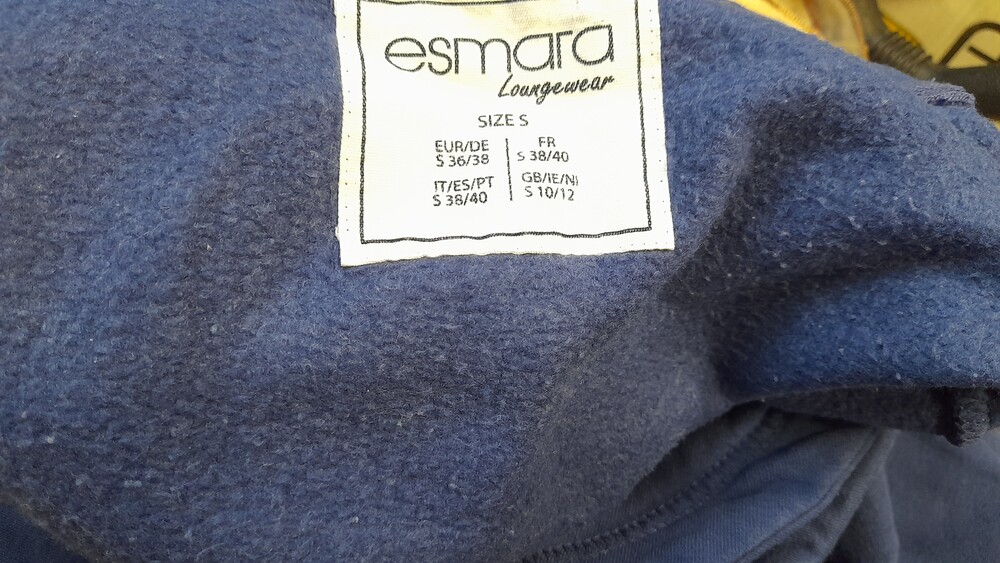 esmara
Loungewear
SIZE S
EUR/DE FR
S 36/38 S 38/40
IT/ES/PT GB/IE/NI
S 38/40 S 10/12